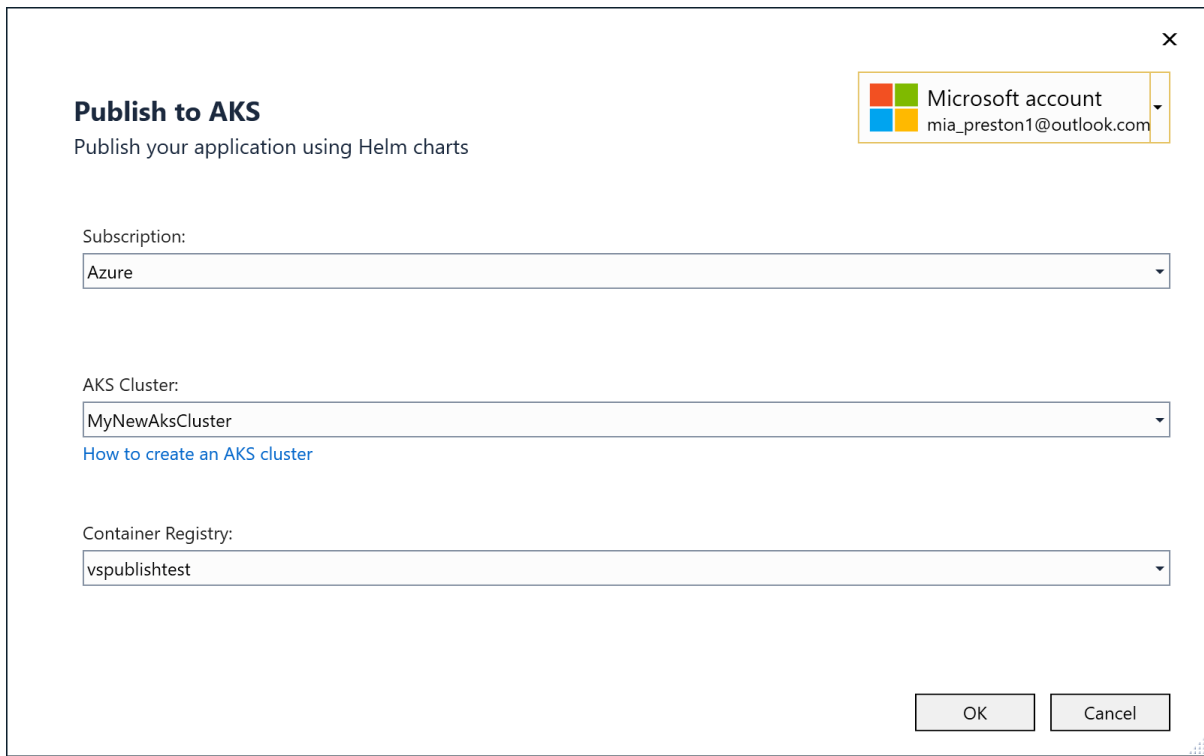 Publish to AKS
Publish your application using Helm charts
Microsoft account
mia_preston1@outlook.com
Subscription:
Azure
AKS Cluster:
MyNewAksCluster
How to create an AKS cluster
Container Registry:
vspublishtest
OK
Cancel